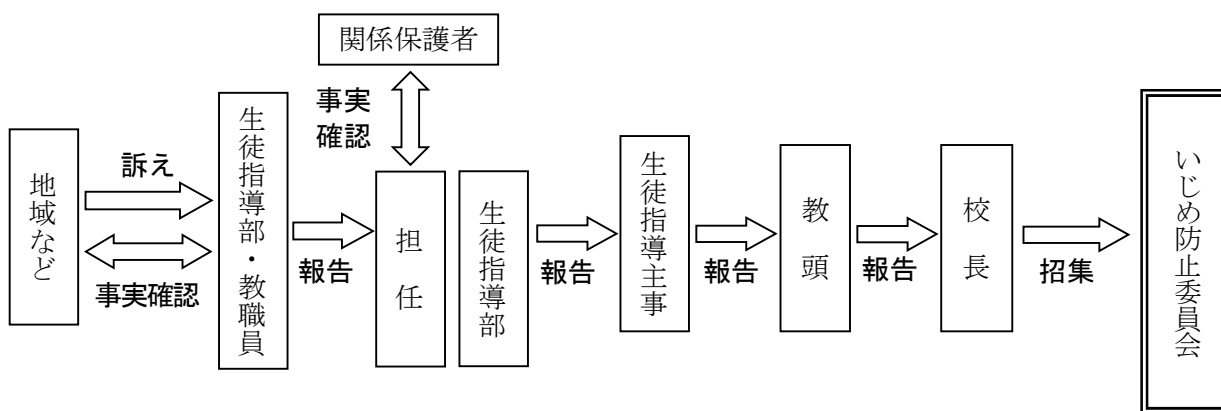 関係保護者
事実
確認
地域など
訴え
事実確認
生徒指導部・教職員
報告
担任
生徒指導部
報告
生徒指導主事
報告
教頭
報告
校長
招集
いじめ防止委員会